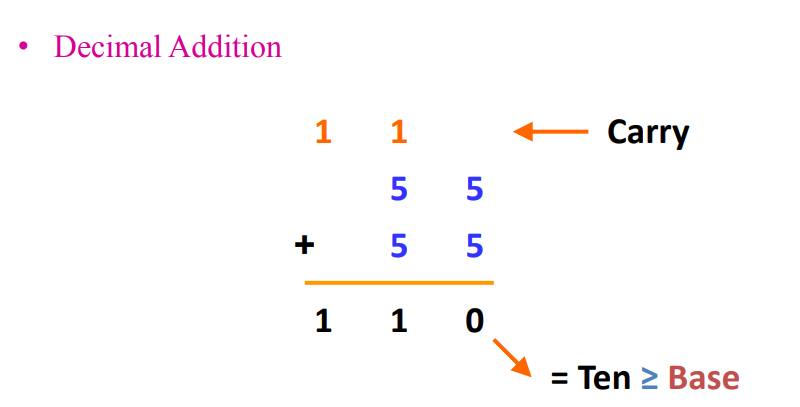 • Decimal Addition
1 1 Carry
5 5
+ 5 5
1 1 0
= Ten ≥ Base